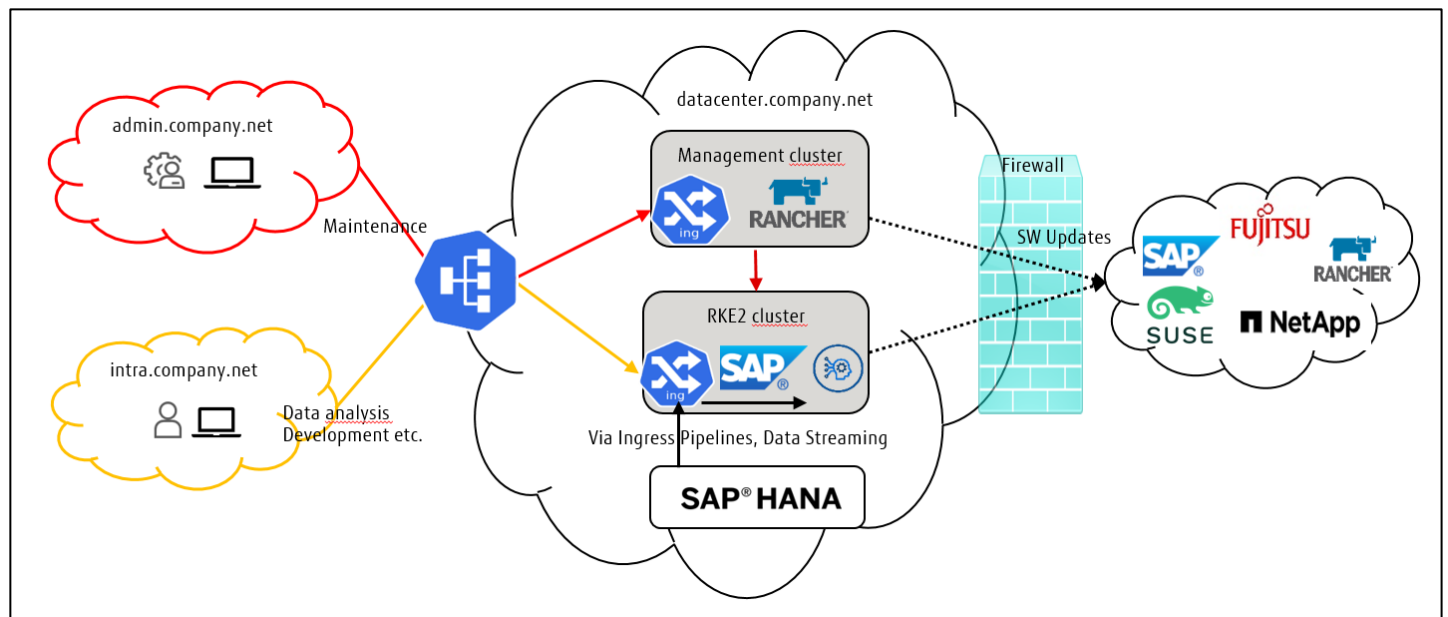 datacenter.company.net
admin.company.net
Management cluster
Firewall
ing
RANCHER®
Maintenance
SW Updates
SAP®
FUJITSU
RANCHER®
SUSE
NetApp
RKE2 cluster
ing
SAP®
intra.company.net
Data analysis
Development etc.
Via Ingress Pipelines, Data Streaming
SAP® HANA